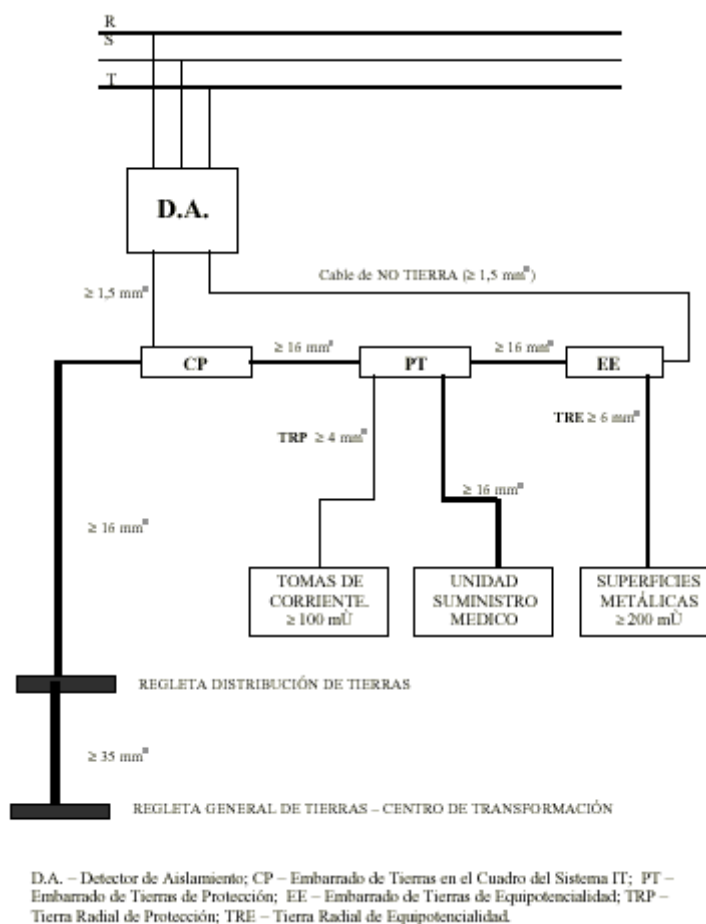 R
S
T
D.A.
Cable de NO TIERRA (≥ 1,5 mm²)
≥ 1,5 mm²
CP
≥ 16 mm²
PT
≥ 16 mm²
EE
TRP ≥ 4 mm²
TRE ≥ 6 mm²
≥ 16 mm²
≥ 16 mm²
TOMAS DE
CORRIENTE.
≥ 100 mÙ
UNIDAD
SUMINISTRO
MEDICO
SUPERFICIES
METÁLICAS
≥ 200 mÙ
REGLETA DISTRIBUCIÓN DE TIERRAS
≥ 35 mm²
REGLETA GENERAL DE TIERRAS – CENTRO DE TRANSFORMACIÓN
D.A. – Detector de Aislamiento; CP – Embarrado de Tierras en el Cuadro del Sistema IT; PT –
Embarrado de Tierras de Protección; EE – Embarrado de Tierras de Equipotencialidad; TRP –
Tierra Radial de Protección; TRE – Tierra Radial de Equipotencialidad.